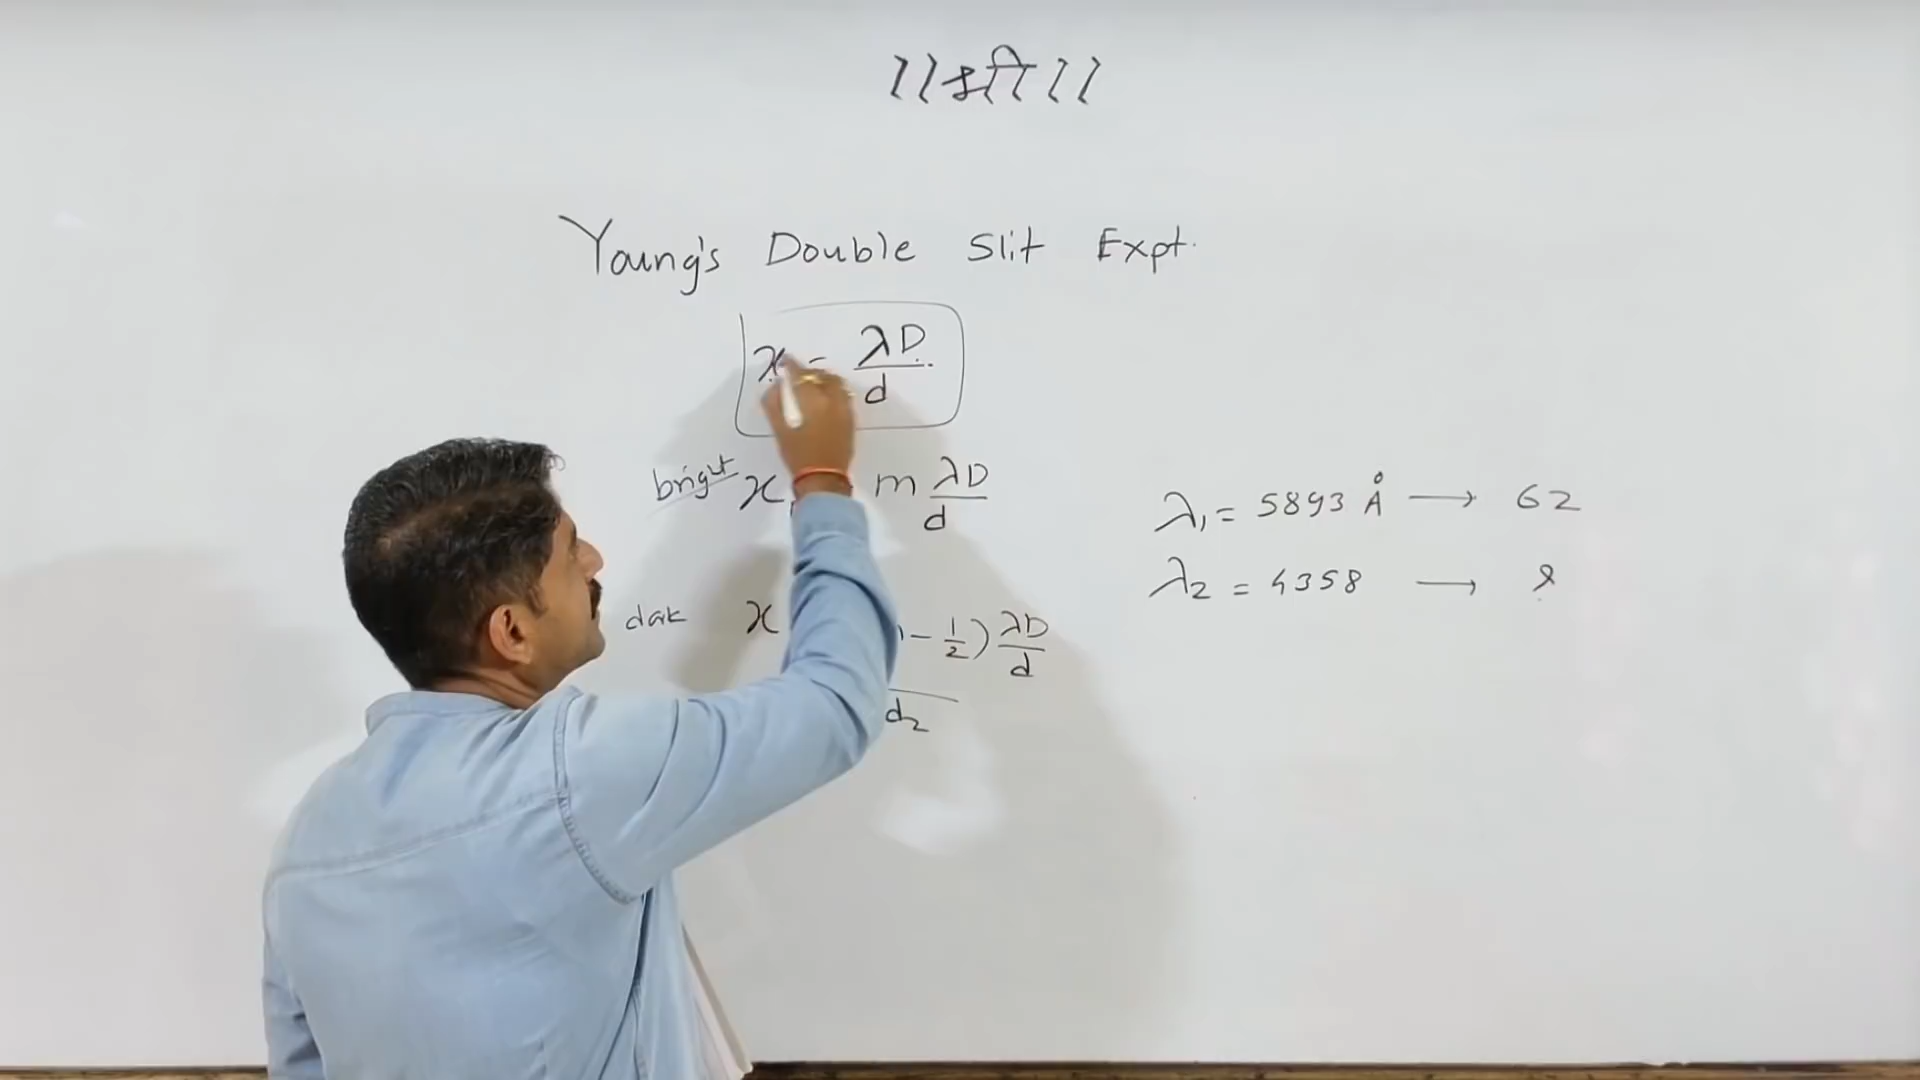 ॥श्री॥
Young's Double Slit Expt.
x = λD/d
bright x = m λD/d
dark x - 1/2) λD/d
d₂
λ₁ = 5893 Å → 62
λ₂ = 4358 →